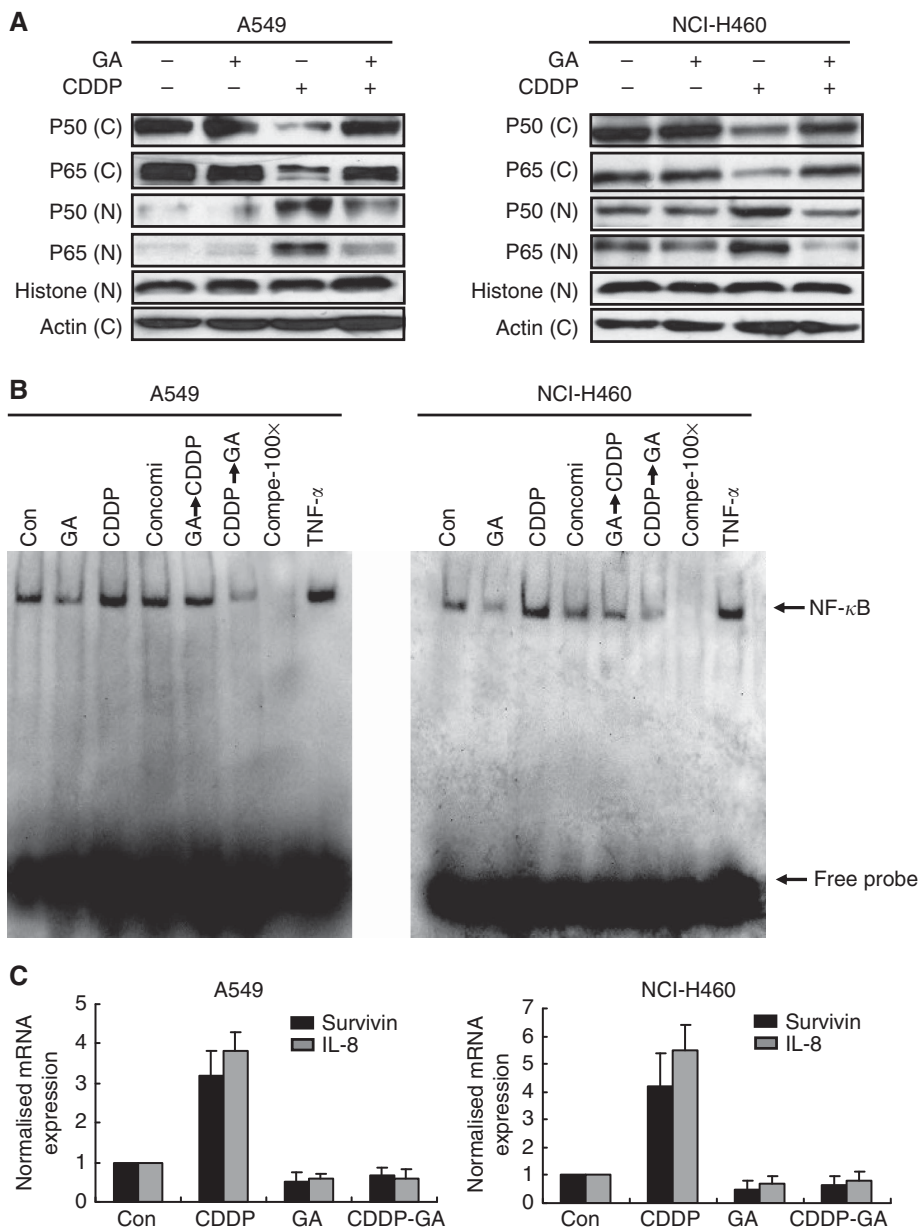 A
A549
NCI-H460
GA – + – +
CDDP – – + +
GA – + – +
CDDP – – + +
P50 (C)
P65 (C)
P50 (N)
P65 (N)
Histone (N)
Actin (C)
P50 (C)
P65 (C)
P50 (N)
P65 (N)
Histone (N)
Actin (C)
B
A549
NCI-H460
Con
GA
CDDP
Concomi
GA→CDDP
CDDP→GA
Compe-100×
TNF-α
Con
GA
CDDP
Concomi
GA→CDDP
CDDP→GA
Compe-100×
TNF-α
← NF-κB
← Free probe
C
A549
Normalised mRNA
expression
5
4
3
2
1
0
Survivin
IL-8
Con CDDP GA CDDP-GA
NCI-H460
Normalised mRNA
expression
7
6
5
4
3
2
1
0
Survivin
IL-8
Con CDDP GA CDDP-GA